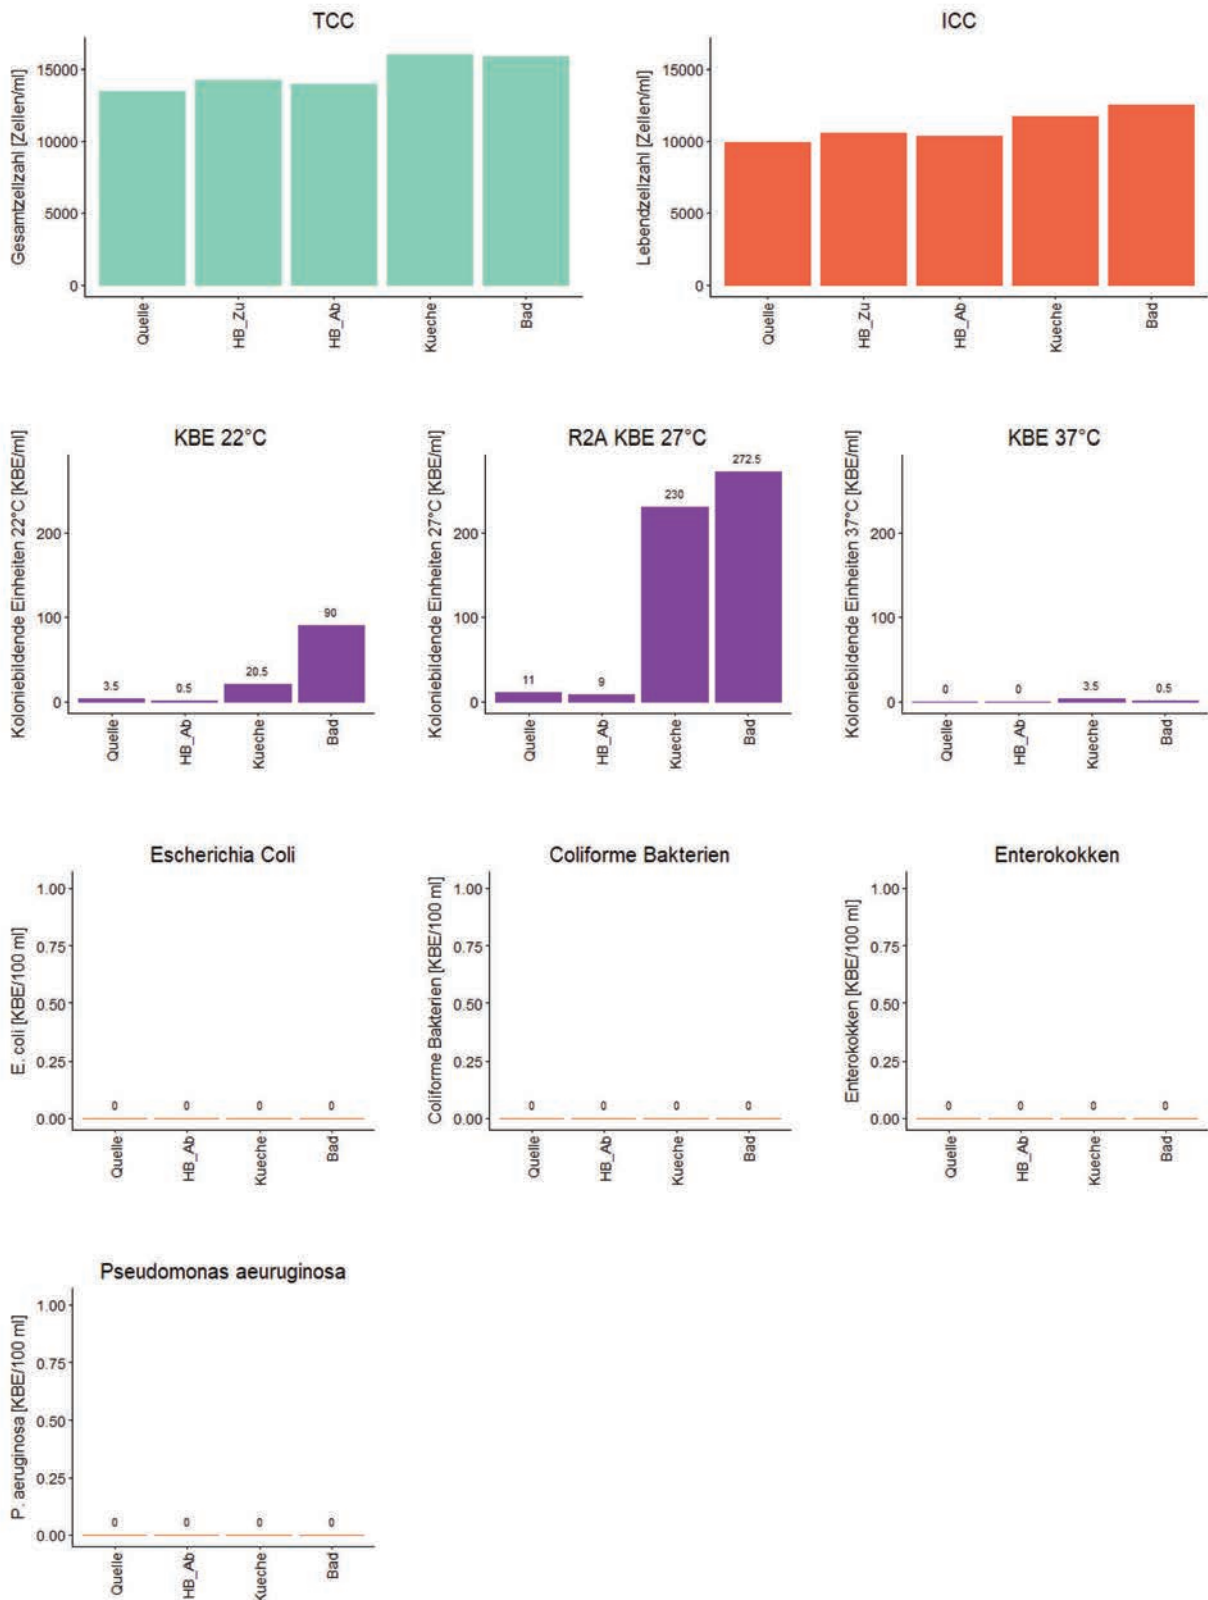 TCC
Gesamtzellzahl [Zellen/ml]
15000
10000
5000
0
Quelle
HB_Zu
HB_Ab
Kueche
Bad
ICC
Lebendzellzahl [Zellen/ml]
15000
10000
5000
0
Quelle
HB_Zu
HB_Ab
Kueche
Bad
KBE 22°C
Koloniebildende Einheiten 22°C [KBE/ml]
200
100
0
3.5
0.5
20.5
90
Quelle
HB_Ab
Kueche
Bad
R2A KBE 27°C
Koloniebildende Einheiten 27°C [KBE/ml]
200
100
0
11
9
230
272.5
Quelle
HB_Ab
Kueche
Bad
KBE 37°C
Koloniebildende Einheiten 37°C [KBE/ml]
200
100
0
0
0
3.5
0.5
Quelle
HB_Ab
Kueche
Bad
Escherichia Coli
E. coli [KBE/100 ml]
1.00
0.75
0.50
0.25
0.00
0
0
0
0
Quelle
HB_Ab
Kueche
Bad
Coliforme Bakterien
Coliforme Bakterien [KBE/100 ml]
1.00
0.75
0.50
0.25
0.00
0
0
0
0
Quelle
HB_Ab
Kueche
Bad
Enterokokken
Enterokokken [KBE/100 ml]
1.00
0.75
0.50
0.25
0.00
0
0
0
0
Quelle
HB_Ab
Kueche
Bad
Pseudomonas aeuruginosa
P. aeruginosa [KBE/100 ml]
1.00
0.75
0.50
0.25
0.00
0
0
0
0
Quelle
HB_Ab
Kueche
Bad